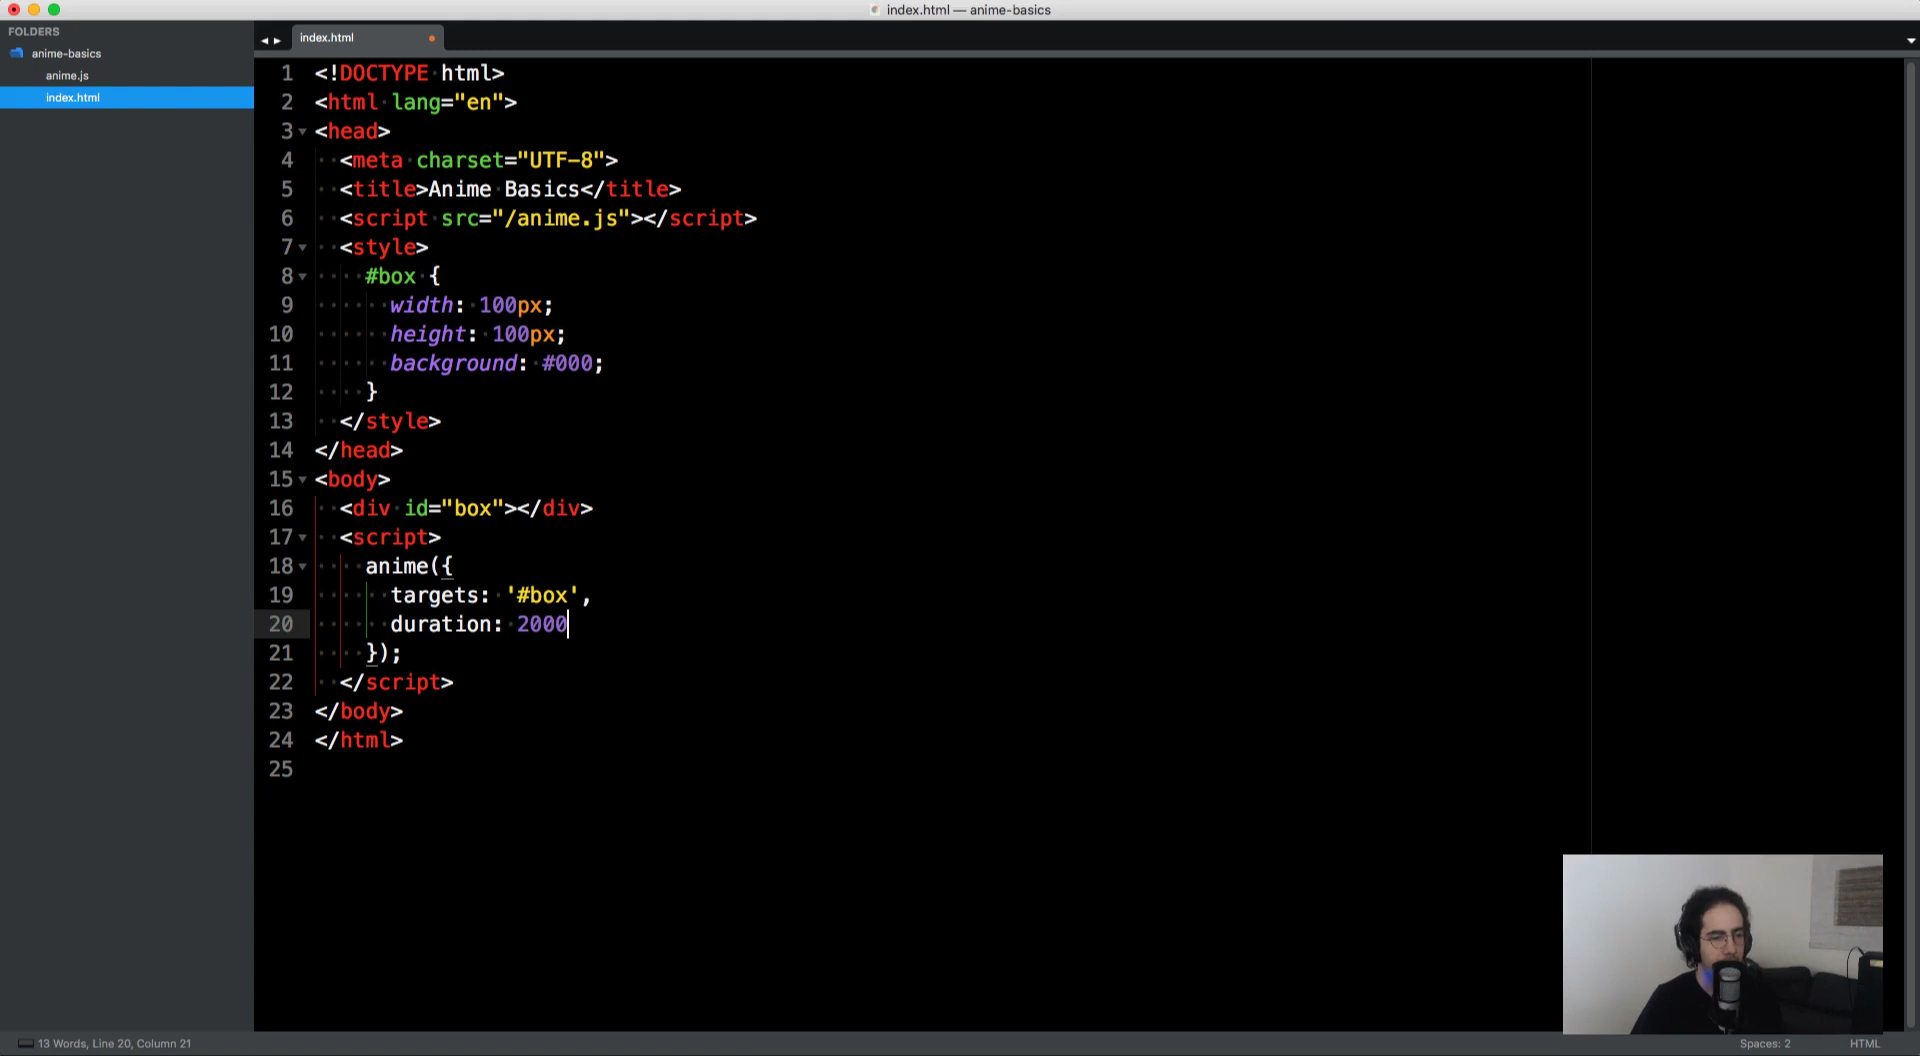 index.html — anime-basics
FOLDERS
anime-basics
anime.js
index.html
index.html
1 <!DOCTYPE html>
2 <html lang="en">
3 <head>
4 <meta charset="UTF-8">
5 <title>Anime Basics</title>
6 <script src="/anime.js"></script>
7 <style>
8 #box {
9 width: 100px;
10 height: 100px;
11 background: #000;
12 }
13 </style>
14 </head>
15 <body>
16 <div id="box"></div>
17 <script>
18 anime({
19 targets: '#box',
20 duration: 2000
21 });
22 </script>
23 </body>
24 </html>
25
13 Words, Line 20, Column 21
Spaces: 2
HTML